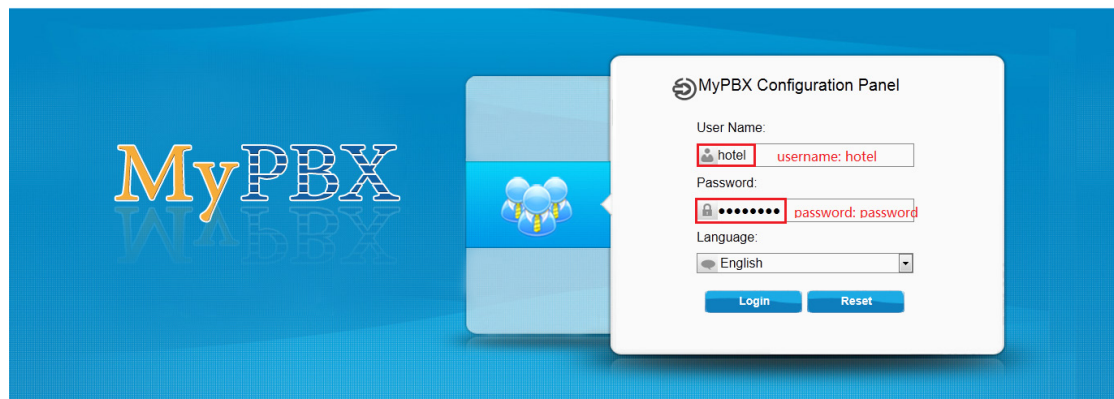 MyPBX
MyPBX Configuration Panel
User Name:
hotel username: hotel
Password:
•••••••• password: password
Language:
English
Login Reset